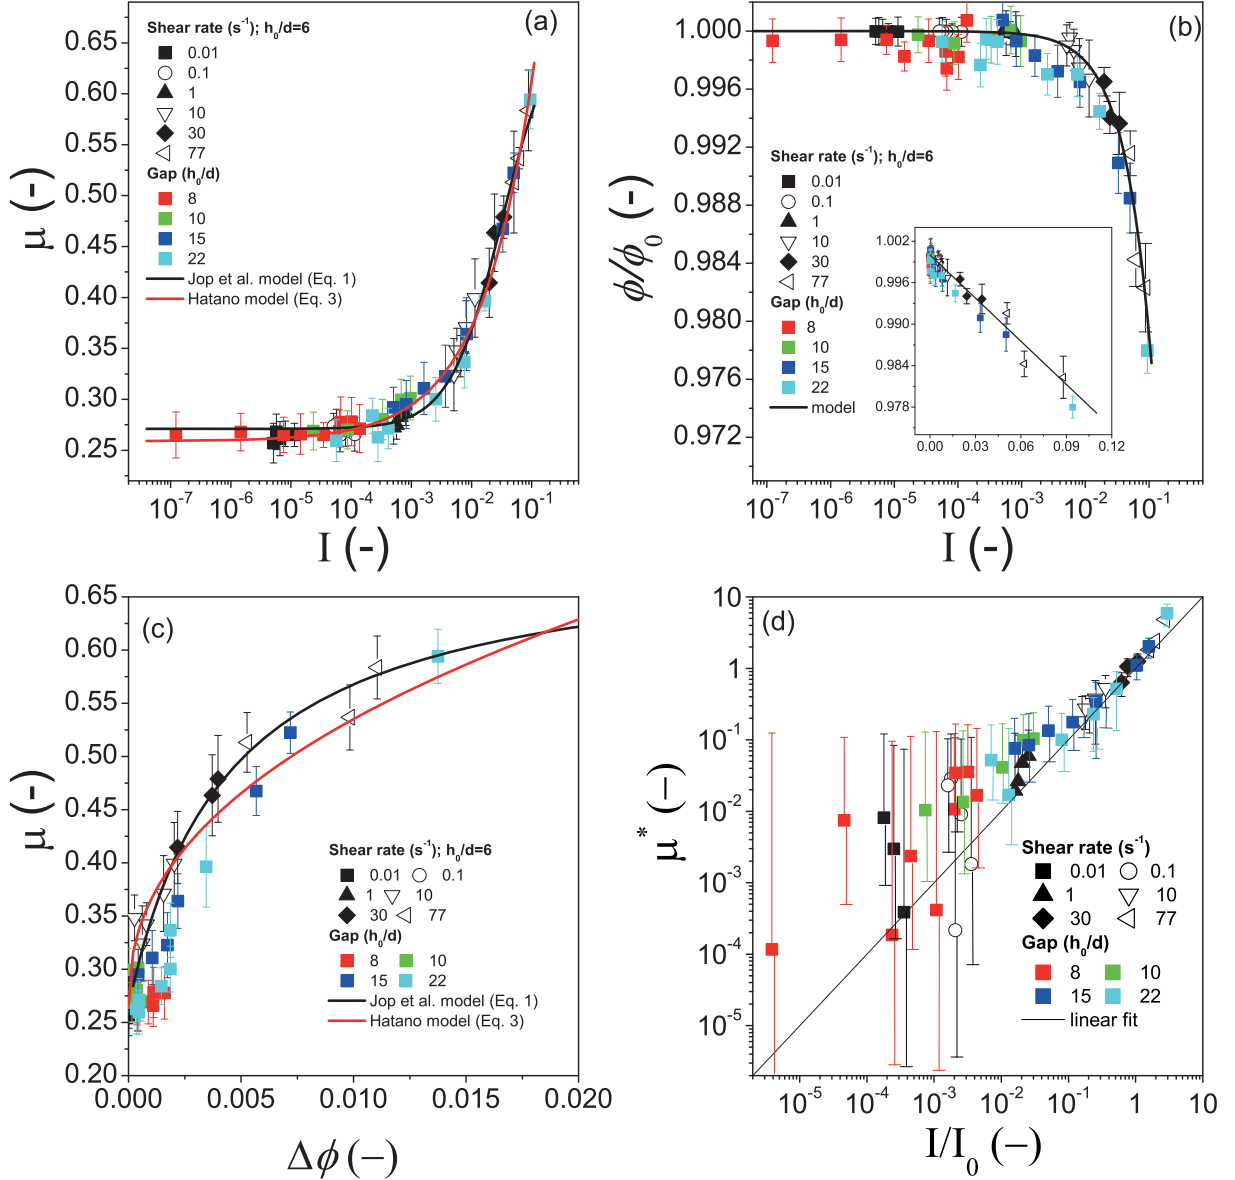 (a)
Shear rate (s⁻¹); h₀/d=6
0.01
0.1
1
10
30
77
Gap (h₀/d)
8
10
15
22
Jop et al. model (Eq. 1)
Hatano model (Eq. 3)
0.65
0.60
0.55
0.50
0.45
0.40
0.35
0.30
0.25
μ (-)
10⁻⁷ 10⁻⁶ 10⁻⁵ 10⁻⁴ 10⁻³ 10⁻² 10⁻¹
I (-)
(b)
1.000
0.996
0.992
0.988
0.984
0.980
0.976
0.972
ϕ/ϕ₀ (-)
Shear rate (s⁻¹); h₀/d=6
0.01
0.1
1
10
30
77
Gap (h₀/d)
8
10
15
22
model
1.002
0.996
0.990
0.984
0.978
0.00 0.03 0.06 0.09 0.12
10⁻⁷ 10⁻⁶ 10⁻⁵ 10⁻⁴ 10⁻³ 10⁻² 10⁻¹
I (-)
(c)
0.65
0.60
0.55
0.50
0.45
0.40
0.35
0.30
0.25
0.20
μ (-)
Shear rate (s⁻¹); h₀/d=6
0.01 0.1
1 10
30 77
Gap (h₀/d)
8 10
15 22
Jop et al. model (Eq. 1)
Hatano model (Eq. 3)
0.000 0.005 0.010 0.015 0.020
Δϕ (−)
(d)
10
1
10⁻¹
10⁻²
10⁻³
10⁻⁴
10⁻⁵
μ* (−)
Shear rate (s⁻¹)
0.01 0.1
1 10
30 77
Gap (h₀/d)
8 10
15 22
linear fit
10⁻⁵ 10⁻⁴ 10⁻³ 10⁻² 10⁻¹ 1 10
I/I₀ (−)